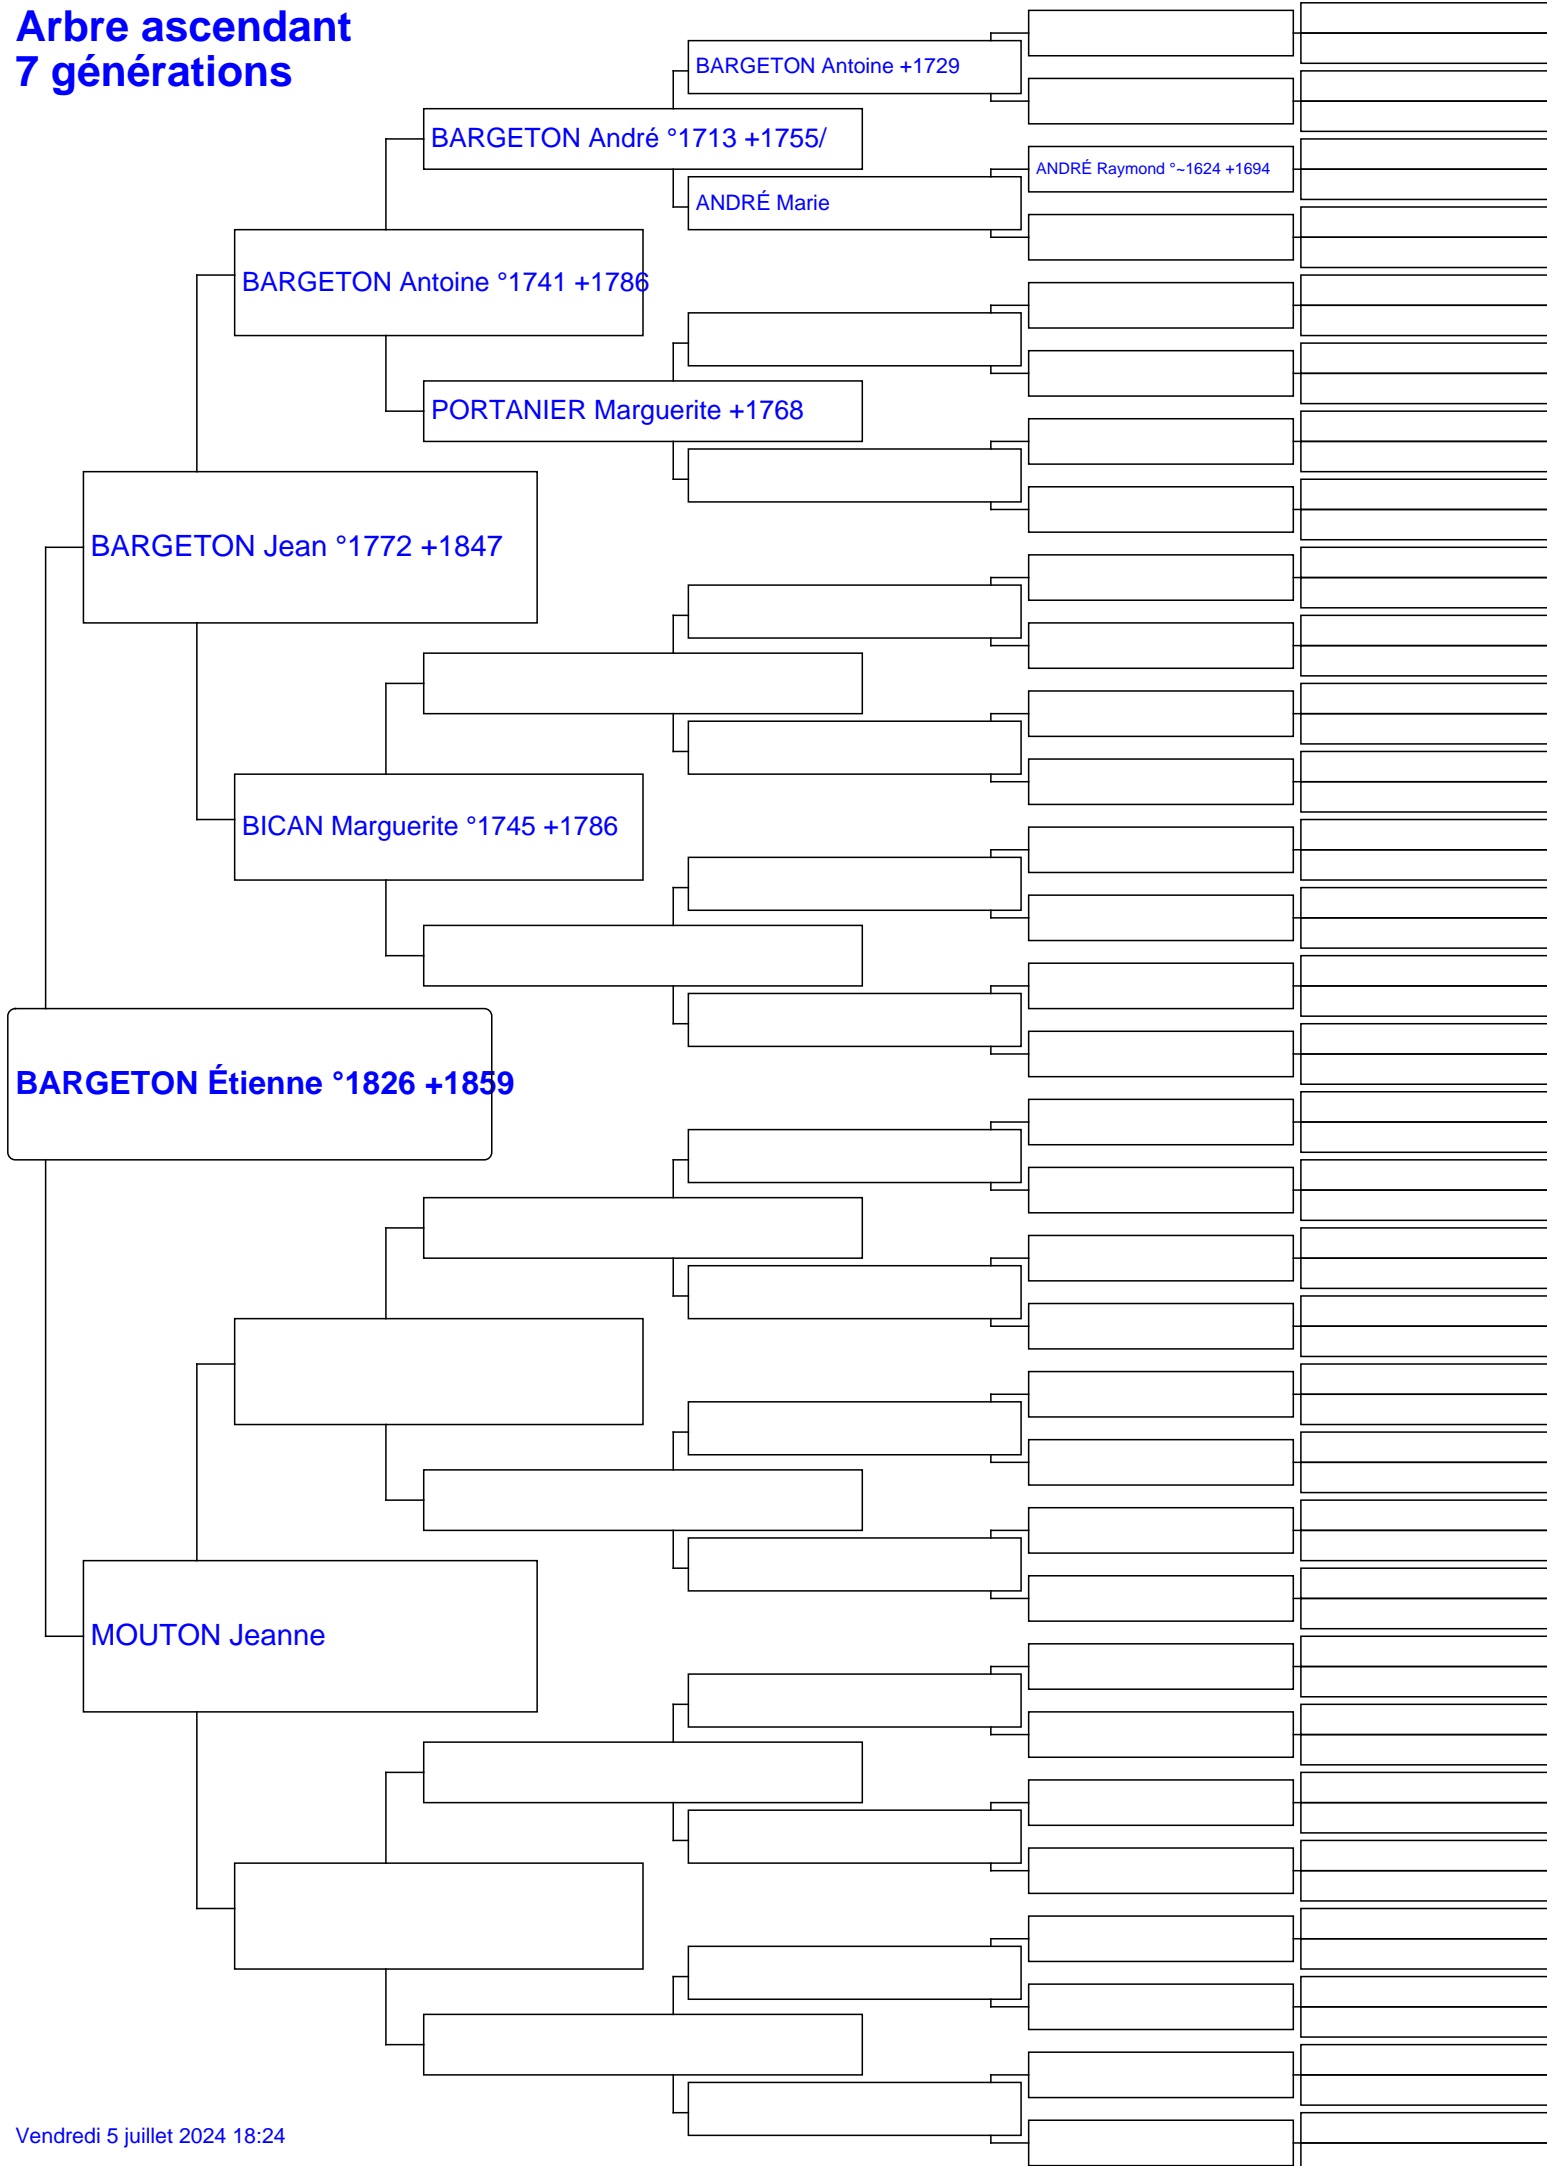 Arbre ascendant
7 générations
BARGETON Antoine +1729
BARGETON André °1713 +1755/
ANDRÉ Raymond °~1624 +1694
ANDRÉ Marie
BARGETON Antoine °1741 +1786
PORTANIER Marguerite +1768
BARGETON Jean °1772 +1847
BICAN Marguerite °1745 +1786
BARGETON Étienne °1826 +1859
MOUTON Jeanne
Vendredi 5 juillet 2024 18:24